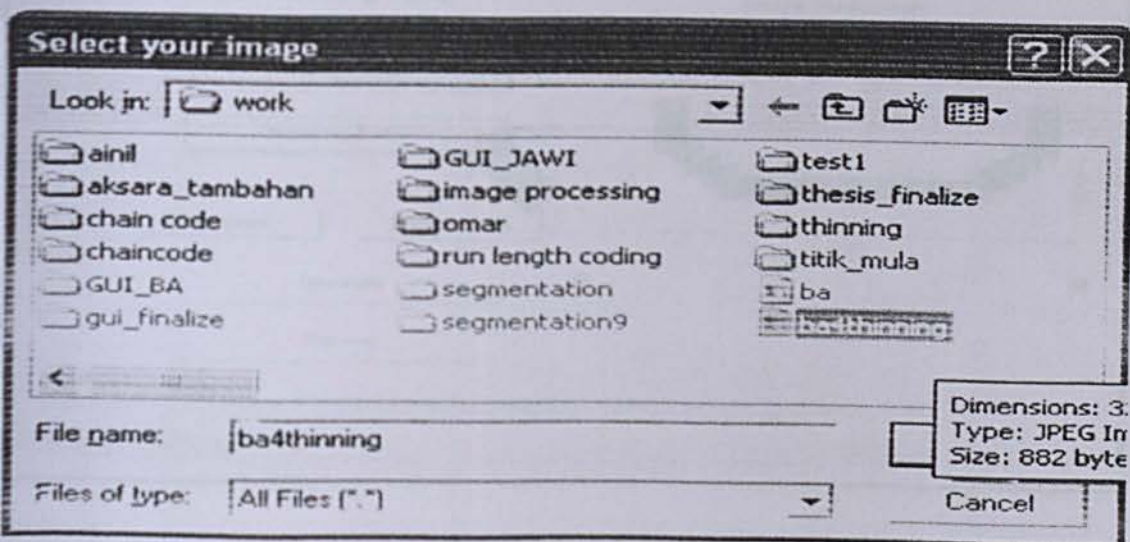 Select your image
Look in: work
ainil GUI_JAWI test1
aksara_tambahan image processing thesis_finalize
chain code omar thinning
chaincode run length coding titik_mula
GUI_BA segmentation ba
gui_finalize segmentation9 ba4thinning
Dimensions: 3
File name: ba4thinning
Type: JPEG Im
Size: 882 byte
Files of type: All Files (*.*)
Cancel